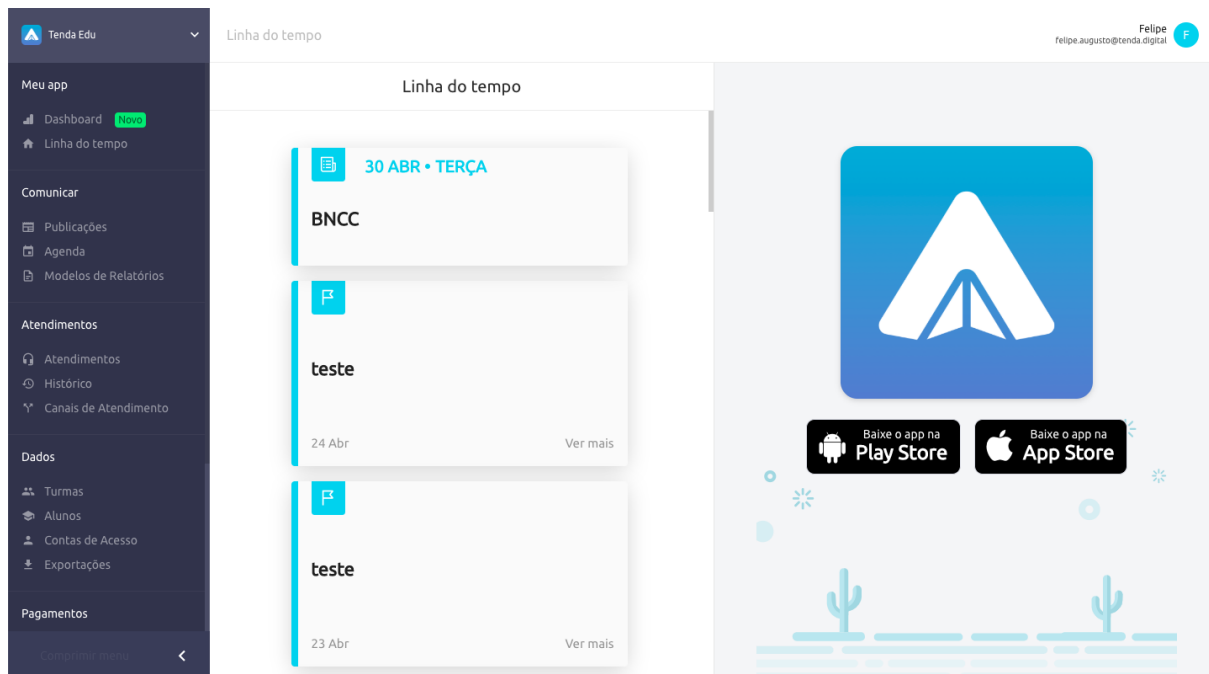 Tenda Edu
Meu app
Dashboard Novo
Linha do tempo
Comunicar
Publicações
Agenda
Modelos de Relatórios
Atendimentos
Atendimentos
Histórico
Canais de Atendimento
Dados
Turmas
Alunos
Contas de Acesso
Exportações
Pagamentos
Comprimir menu
Linha do tempo
Felipe
felipe.augusto@tenda.digital
F
Linha do tempo
30 ABR • TERÇA
BNCC
teste
24 Abr Ver mais
teste
23 Abr Ver mais
Baixe o app na
Play Store
Baixe o app na
App Store